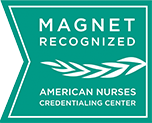 MAGNET
RECOGNIZED
AMERICAN NURSES
CREDENTIALING CENTER